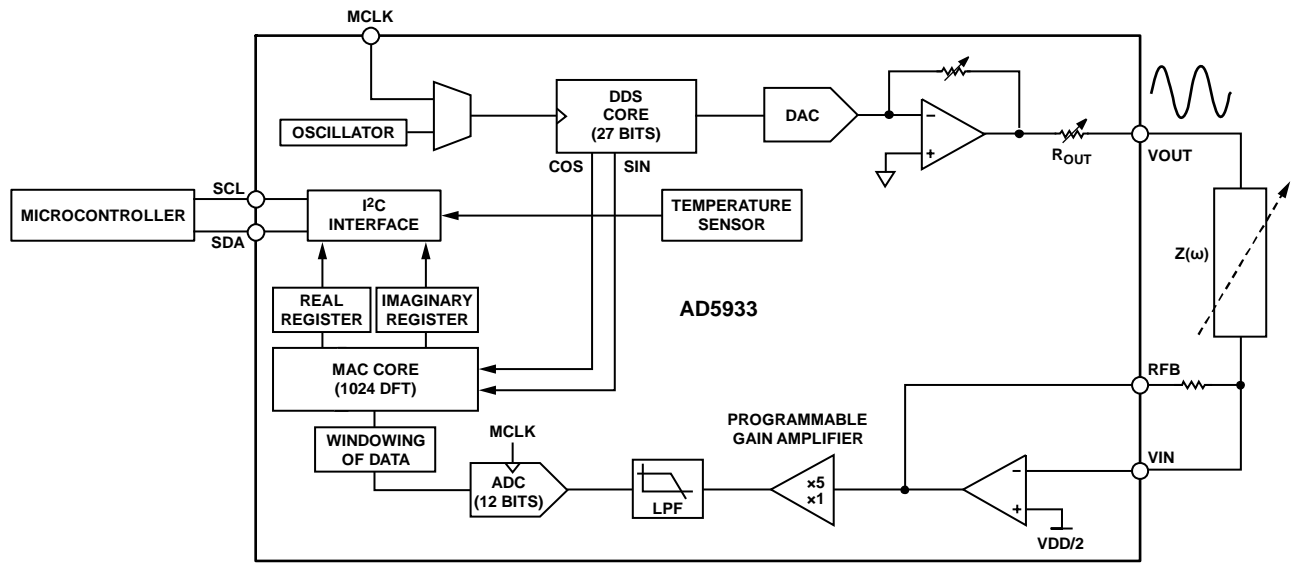 MCLK
DDS
CORE
(27 BITS)
DAC
OSCILLATOR
R_OUT
VOUT
COS
SIN
SCL
MICROCONTROLLER
SDA
I²C
INTERFACE
TEMPERATURE
SENSOR
Z(ω)
REAL
REGISTER
IMAGINARY
REGISTER
AD5933
MAC CORE
(1024 DFT)
RFB
PROGRAMMABLE
GAIN AMPLIFIER
WINDOWING
OF DATA
MCLK
ADC
(12 BITS)
LPF
×5
×1
VIN
VDD/2